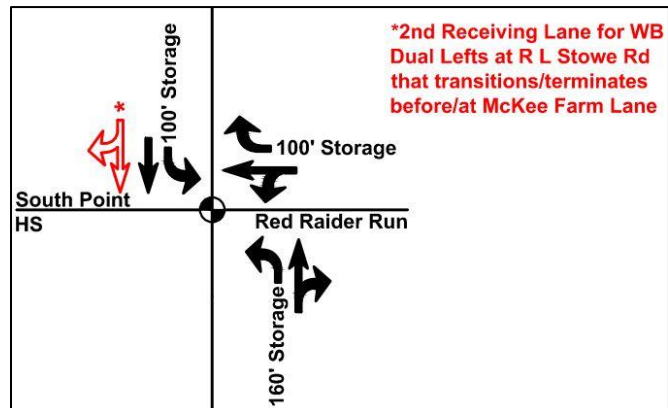 *2nd Receiving Lane for WB
Dual Lefts at R L Stowe Rd
that transitions/terminates
before/at McKee Farm Lane
*
100' Storage
100' Storage
South Point
HS
Red Raider Run
160' Storage